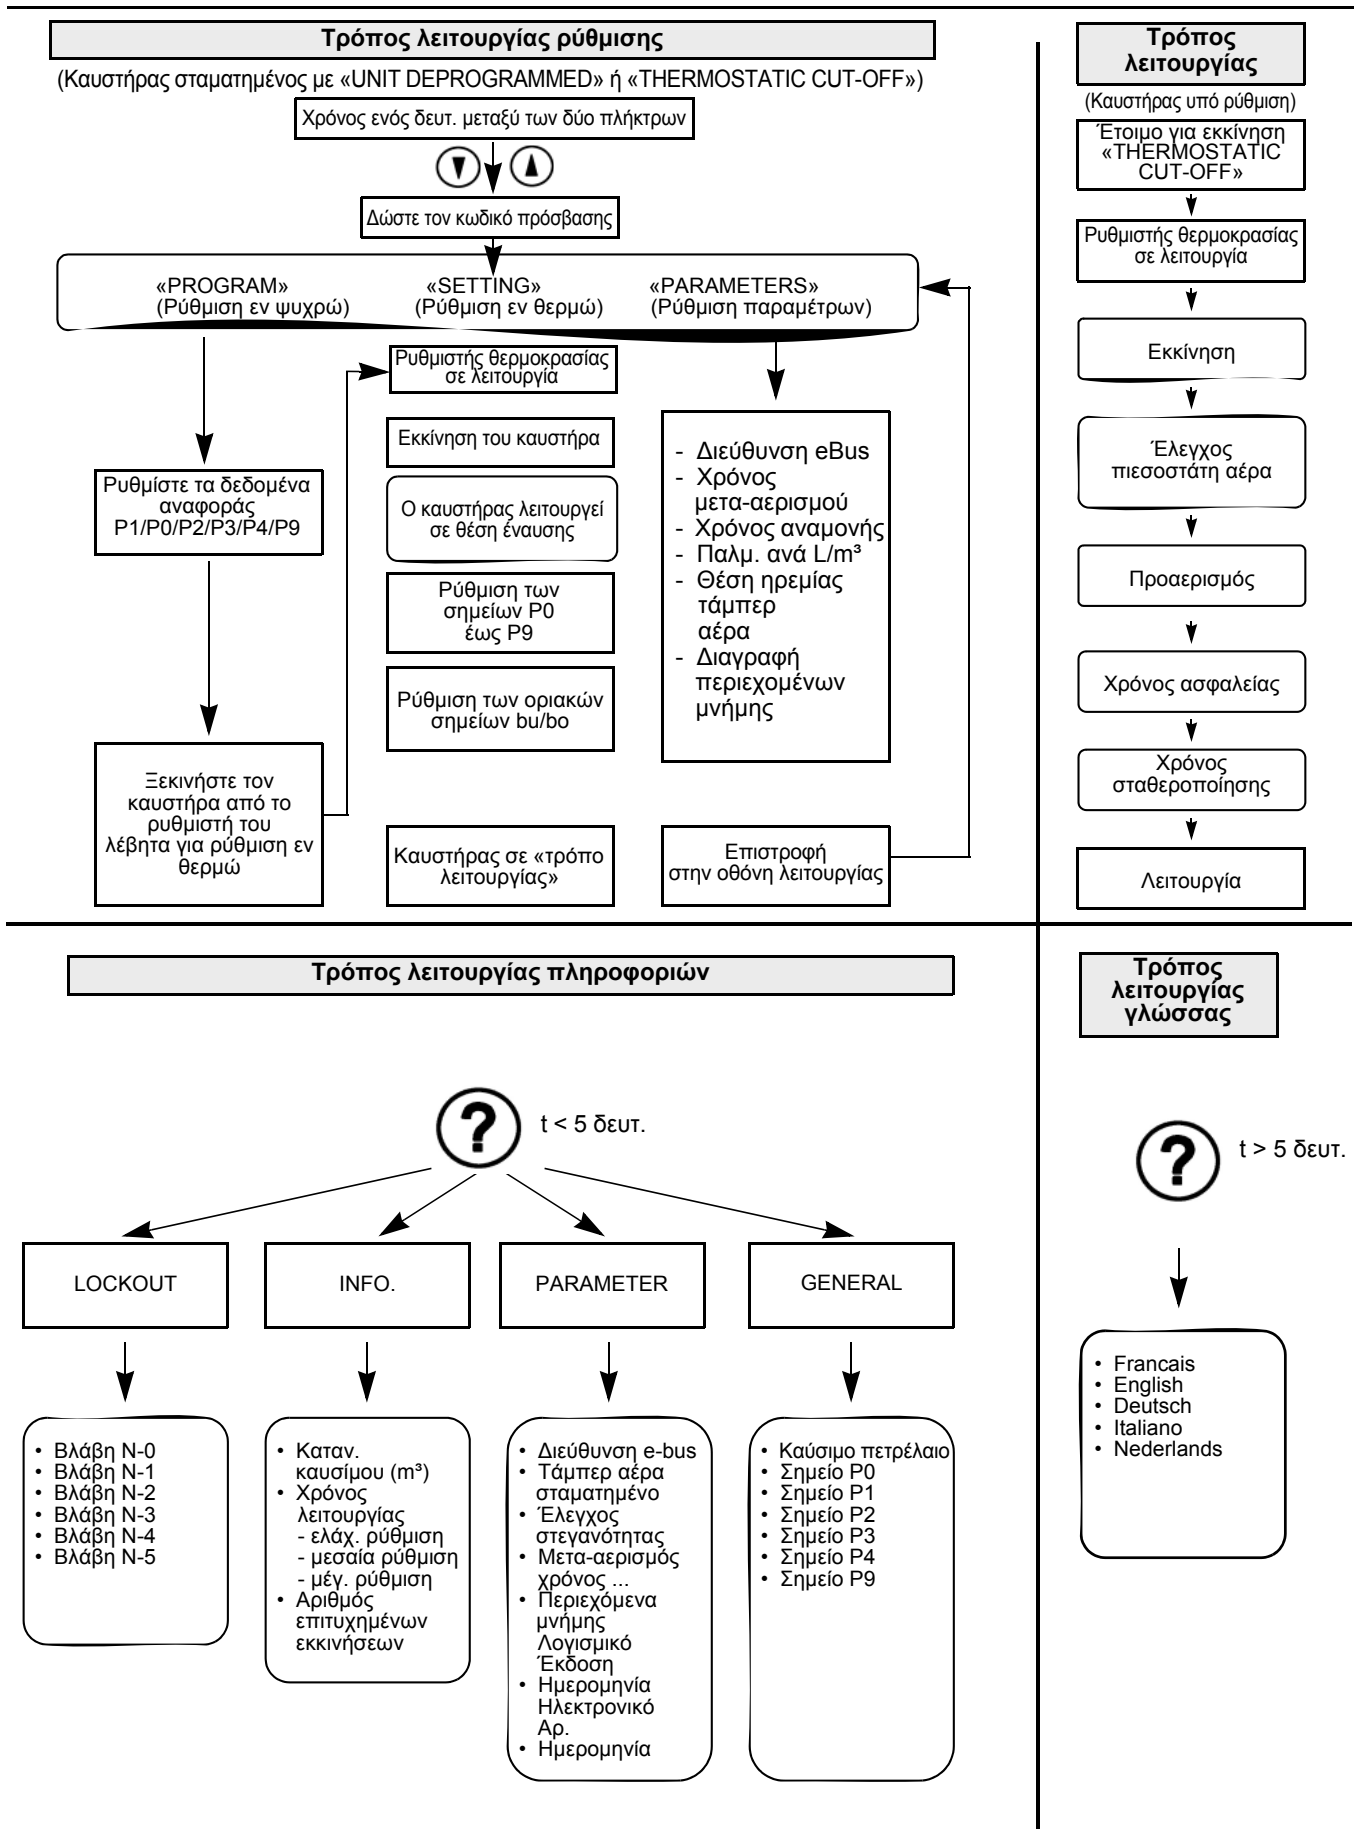 Τρόπος λειτουργίας ρύθμισης
(Καυστήρας σταματημένος με «UNIT DEPROGRAMMED» ή «THERMOSTATIC CUT-OFF»)
Χρόνος ενός δευτ. μεταξύ των δύο πλήκτρων
Δώστε τον κωδικό πρόσβασης
«PROGRAM»
(Ρύθμιση εν ψυχρώ)
«SETTING»
(Ρύθμιση εν θερμώ)
«PARAMETERS»
(Ρύθμιση παραμέτρων)
Ρυθμίστε τα δεδομένα
αναφοράς
P1/P0/P2/P3/P4/P9
Ξεκινήστε τον
καυστήρα από το
ρυθμιστή του
λέβητα για ρύθμιση εν
θερμώ
Ρυθμιστής θερμοκρασίας
σε λειτουργία
Εκκίνηση του καυστήρα
Ο καυστήρας λειτουργεί
σε θέση έναυσης
Ρύθμιση των
σημείων P0
έως P9
Ρύθμιση των οριακών
σημείων bu/bo
Καυστήρας σε «τρόπο
λειτουργίας»
- Διεύθυνση eBus
- Χρόνος
μετα-αερισμού
- Χρόνος αναμονής
- Παλμ. ανά L/m³
- Θέση ηρεμίας
τάμπερ
αέρα
- Διαγραφή
περιεχομένων
μνήμης
Επιστροφή
στην οθόνη λειτουργίας
Τρόπος
λειτουργίας
(Καυστήρας υπό ρύθμιση)
Έτοιμο για εκκίνηση
«THERMOSTATIC
CUT-OFF»
Ρυθμιστής θερμοκρασίας
σε λειτουργία
Εκκίνηση
Έλεγχος
πιεσοστάτη αέρα
Προαερισμός
Χρόνος ασφαλείας
Χρόνος
σταθεροποίησης
Λειτουργία
Τρόπος λειτουργίας πληροφοριών
? t < 5 δευτ.
LOCKOUT
INFO.
PARAMETER
GENERAL
• Βλάβη N-0
• Βλάβη N-1
• Βλάβη N-2
• Βλάβη N-3
• Βλάβη N-4
• Βλάβη N-5
• Καταν.
καυσίμου (m³)
• Χρόνος
λειτουργίας
- ελάχ. ρύθμιση
- μεσαία ρύθμιση
- μέγ. ρύθμιση
• Αριθμός
επιτυχημένων
εκκινήσεων
• Διεύθυνση e-bus
• Τάμπερ αέρα
σταματημένο
• Έλεγχος
στεγανότητας
• Μετα-αερισμός
χρόνος ...
• Περιεχόμενα
μνήμης
Λογισμικό
Έκδοση
• Ημερομηνία
Ηλεκτρονικό
Αρ.
• Ημερομηνία
• Καύσιμο πετρέλαιο
• Σημείο P0
• Σημείο P1
• Σημείο P2
• Σημείο P3
• Σημείο P4
• Σημείο P9
Τρόπος
λειτουργίας
γλώσσας
? t > 5 δευτ.
• Francais
• English
• Deutsch
• Italiano
• Nederlands